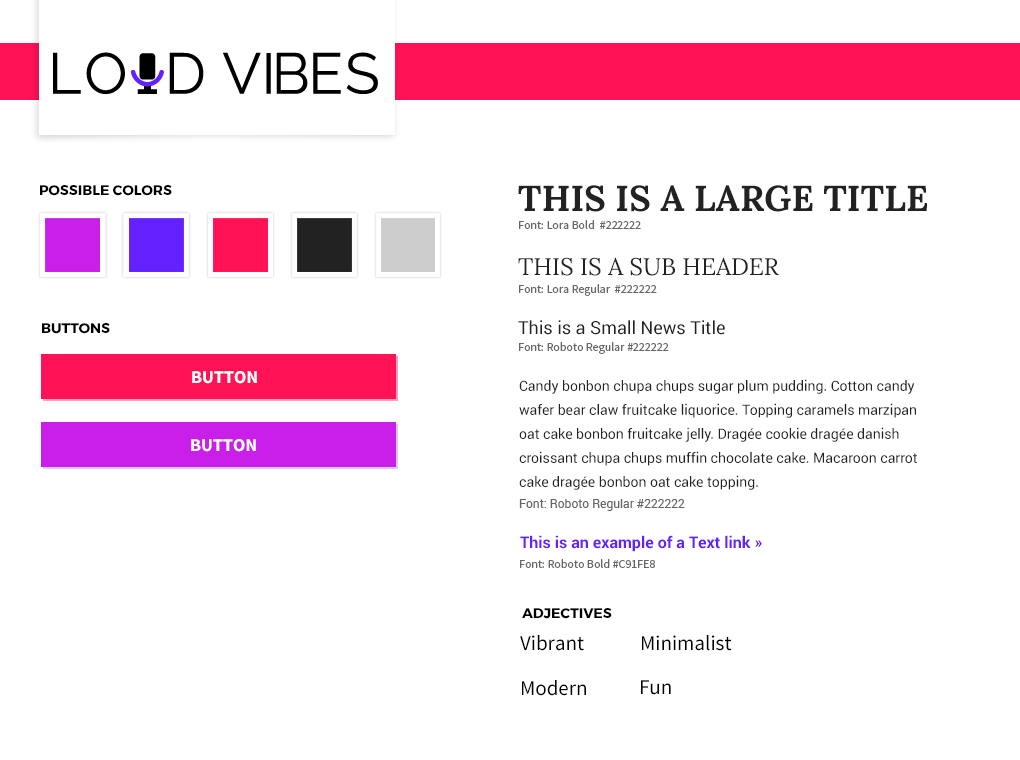 LOUD VIBES
POSSIBLE COLORS
BUTTONS
BUTTON
BUTTON
THIS IS A LARGE TITLE
Font: Lora Bold #222222
THIS IS A SUB HEADER
Font: Lora Regular #222222
This is a Small News Title
Font: Roboto Regular #222222
Candy bonbon chupa chups sugar plum pudding. Cotton candy
wafer bear claw fruitcake liquorice. Topping caramels marzipan
oat cake bonbon fruitcake jelly. Dragée cookie dragée danish
croissant chupa chups muffin chocolate cake. Macaroon carrot
cake dragée bonbon oat cake topping.
Font: Roboto Regular #222222
This is an example of a Text link »
Font: Roboto Bold #C91FE8
ADJECTIVES
Vibrant Minimalist
Modern Fun